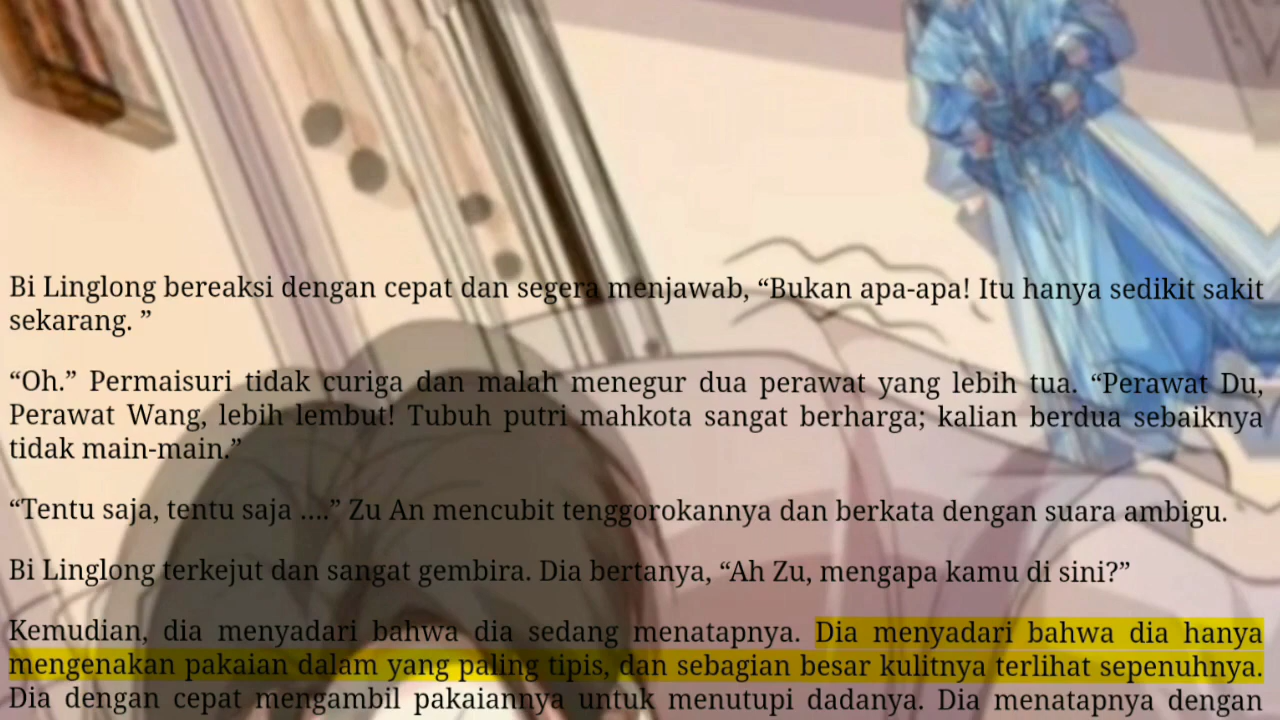 Bi Linglong bereaksi dengan cepat dan segera menjawab, “Bukan apa-apa! Itu hanya sedikit sakit
sekarang. ”
“Oh.” Permaisuri tidak curiga dan malah menegur dua perawat yang lebih tua. “Perawat Du,
Perawat Wang, lebih lembut! Tubuh putri mahkota sangat berharga; kalian berdua sebaiknya
tidak main-main.”
“Tentu saja, tentu saja ….” Zu An mencubit tenggorokannya dan berkata dengan suara ambigu.
Bi Linglong terkejut dan sangat gembira. Dia bertanya, “Ah Zu, mengapa kamu di sini?”
Kemudian, dia menyadari bahwa dia sedang menatapnya. Dia menyadari bahwa dia hanya
mengenakan pakaian dalam yang paling tipis, dan sebagian besar kulitnya terlihat sepenuhnya.
Dia dengan cepat mengambil pakaiannya untuk menutupi dadanya. Dia menatapnya dengan